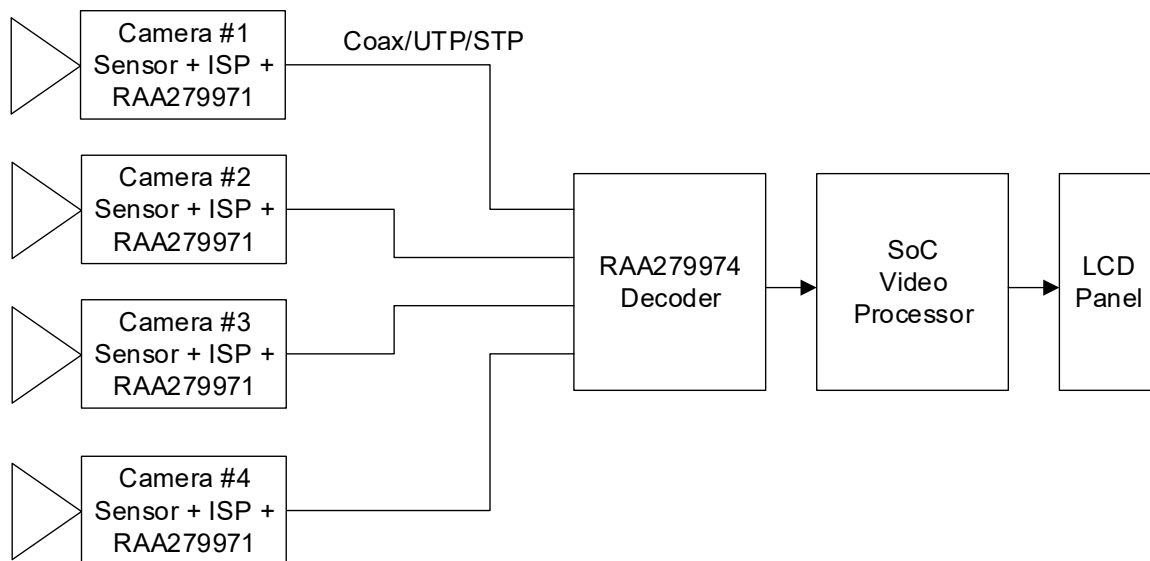 Camera #1
Sensor + ISP +
RAA279971
Coax/UTP/STP
Camera #2
Sensor + ISP +
RAA279971
Camera #3
Sensor + ISP +
RAA279971
Camera #4
Sensor + ISP +
RAA279971
RAA279974
Decoder
SoC
Video
Processor
LCD
Panel